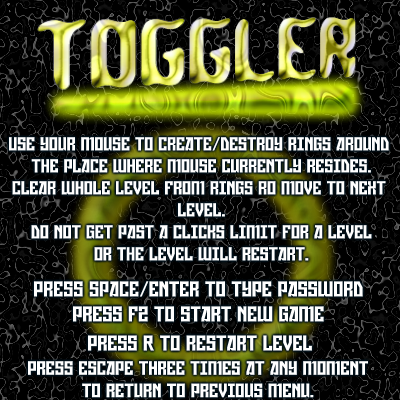 TOGGLER
USE YOUR MOUSE TO CREATE/DESTROY RINGS AROUND
THE PLACE WHERE MOUSE CURRENTLY RESIDES.
CLEAR WHOLE LEVEL FROM RINGS RO MOVE TO NEXT
LEVEL.
DO NOT GET PAST A CLICKS LIMIT FOR A LEVEL
OR THE LEVEL WILL RESTART.
PRESS SPACE/ENTER TO TYPE PASSWORD
PRESS F2 TO START NEW GAME
PRESS R TO RESTART LEVEL
PRESS ESCAPE THREE TIMES AT ANY MOMENT
TO RETURN TO PREVIOUS MENU.